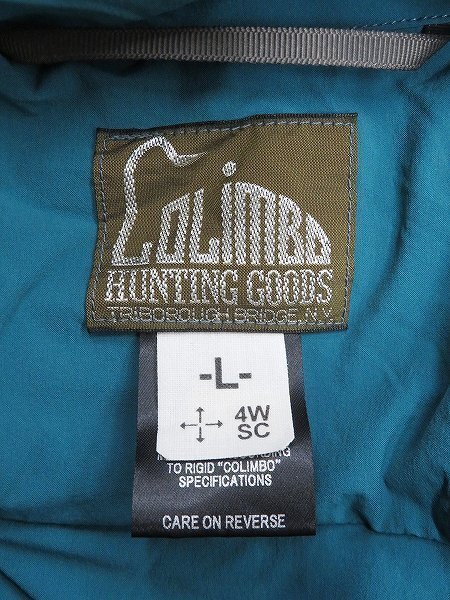 COLIMBO
HUNTING GOODS
TRIBOROUGH BRIDGE, N.Y.
-L-
4W
SC
TO RIGID "COLIMBO"
SPECIFICATIONS
CARE ON REVERSE